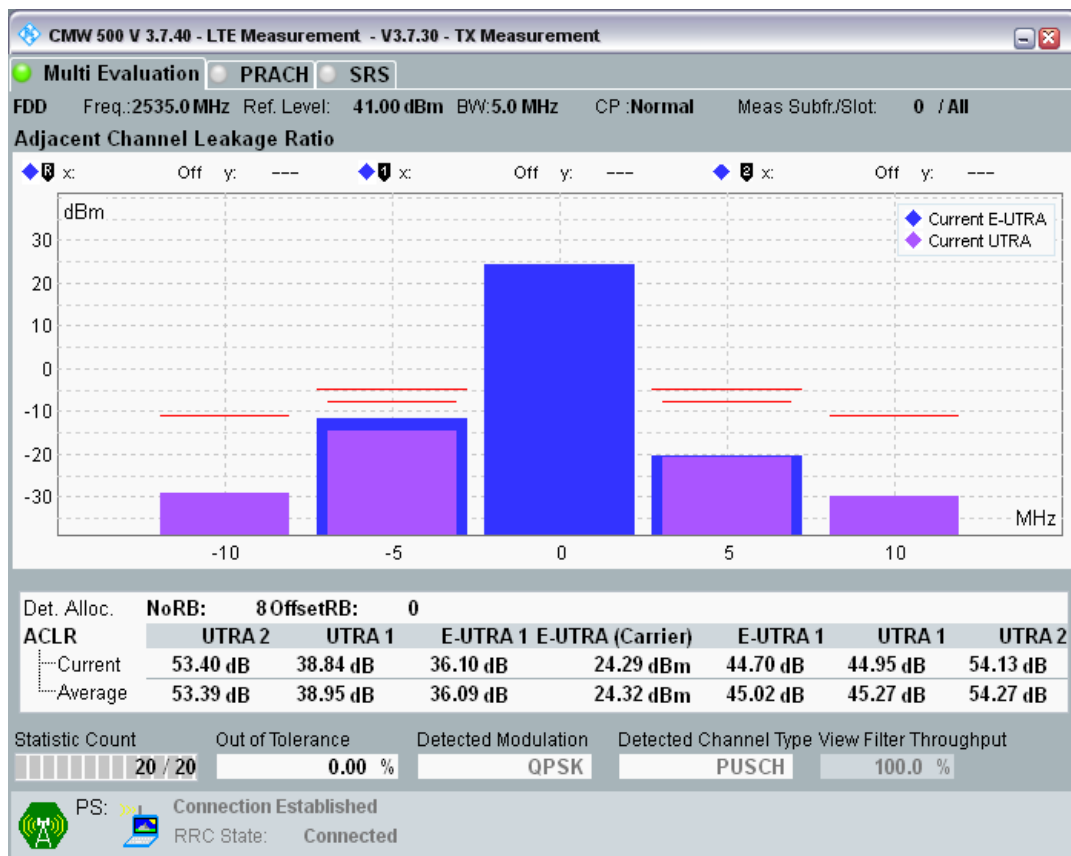 CMW 500 V 3.7.40 - LTE Measurement - V3.7.30 - TX Measurement
Multi Evaluation PRACH SRS
FDD Freq.:2535.0 MHz Ref. Level: 41.00 dBm BW:5.0 MHz CP :Normal Meas Subfr./Slot: 0 / All
Adjacent Channel Leakage Ratio
R x: Off y: --- 1 x: Off y: --- 2 x: Off y: ---
dBm
Current E-UTRA
Current UTRA
30
20
10
0
-10
-20
-30
MHz
-10 -5 0 5 10
Det. Alloc. NoRB: 8 OffsetRB: 0
ACLR UTRA 2 UTRA 1 E-UTRA 1 E-UTRA (Carrier) E-UTRA 1 UTRA 1 UTRA 2
Current 53.40 dB 38.84 dB 36.10 dB 24.29 dBm 44.70 dB 44.95 dB 54.13 dB
Average 53.39 dB 38.95 dB 36.09 dB 24.32 dBm 45.02 dB 45.27 dB 54.27 dB
Statistic Count Out of Tolerance Detected Modulation Detected Channel Type View Filter Throughput
20 / 20 0.00 % QPSK PUSCH 100.0 %
PS: Connection Established
RRC State: Connected